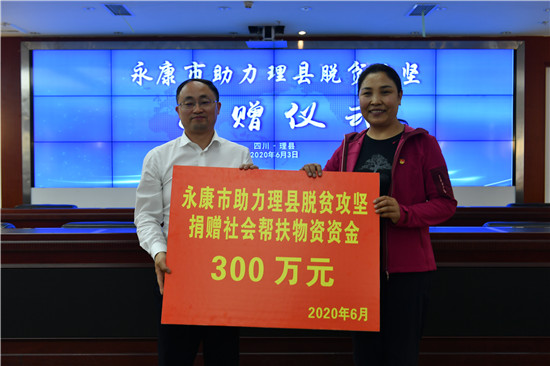 永康市助力理县脱贫攻坚
赠仪式
四川·理县
2020年6月3日
永康市助力理县脱贫攻坚
捐赠社会帮扶物资资金
300万元
2020年6月